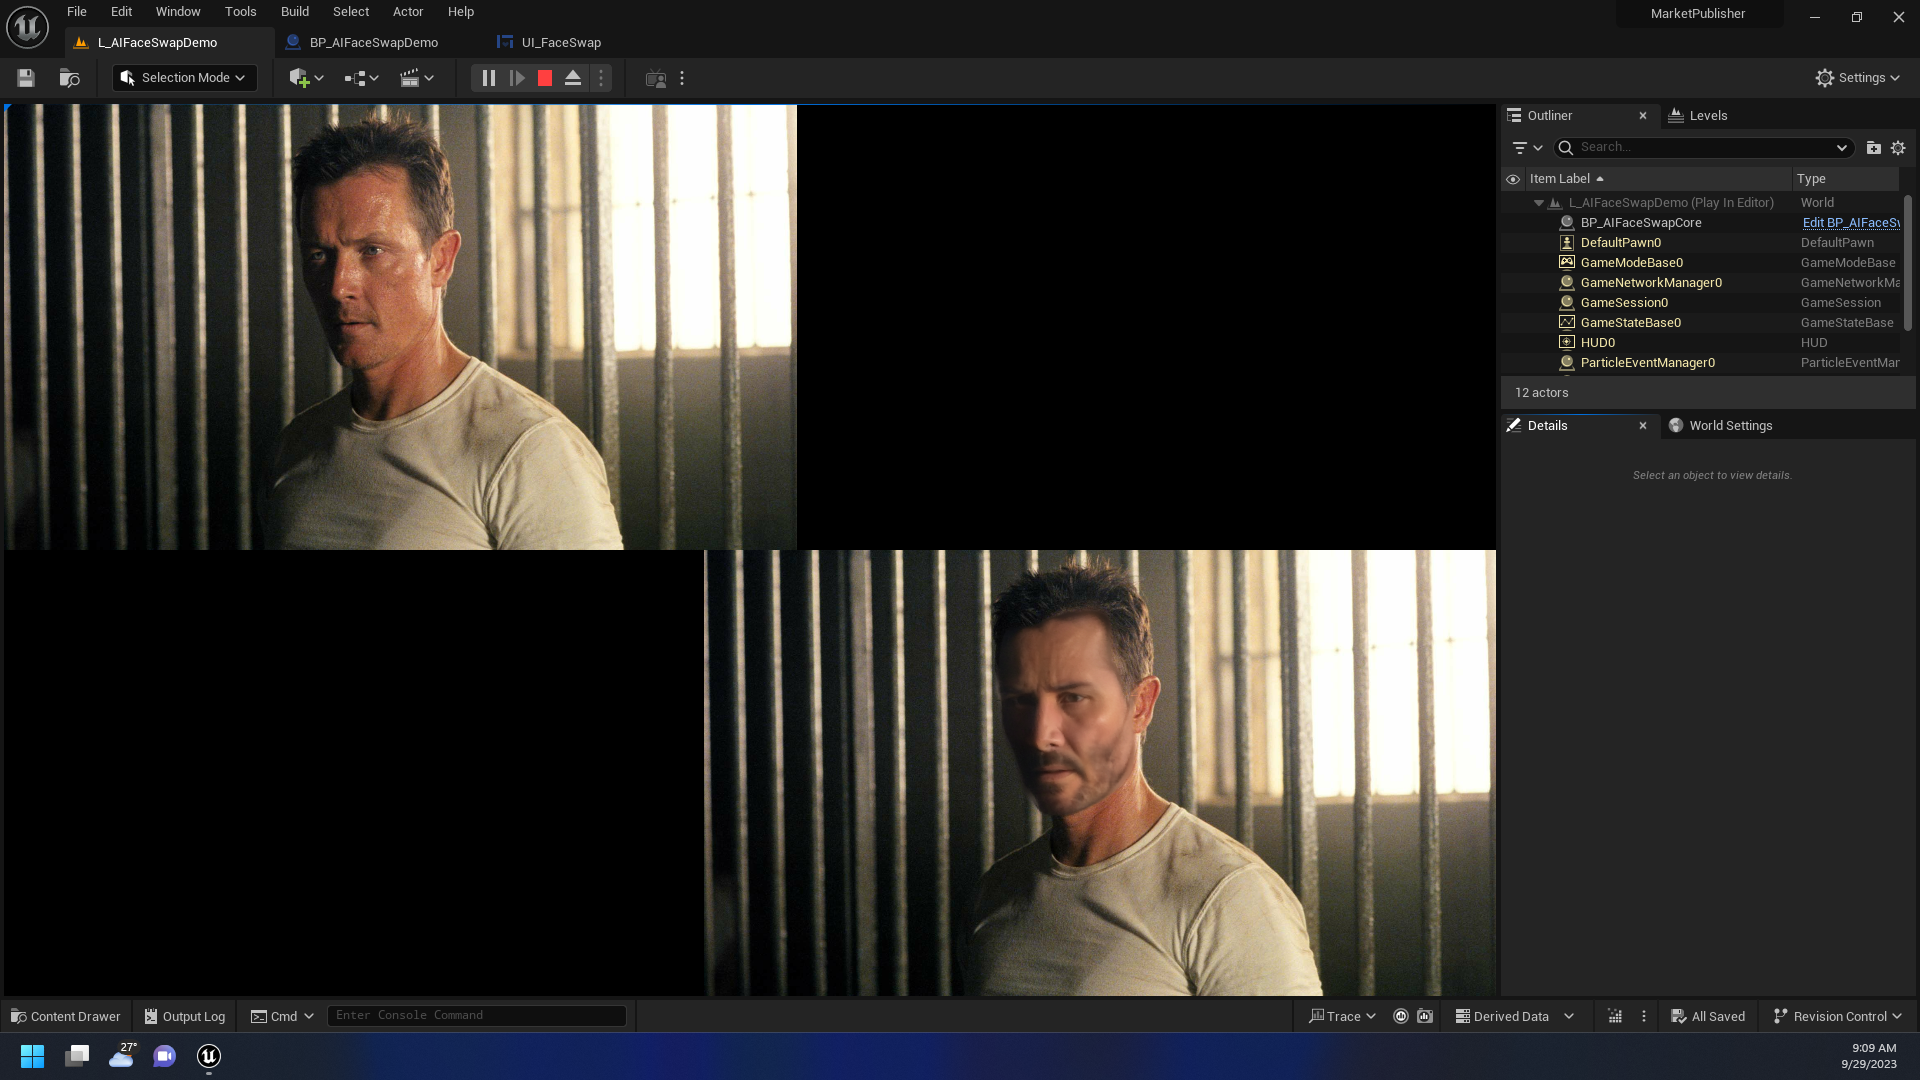 File Edit Window Tools Build Select Actor Help
MarketPublisher
L_AIFaceSwapDemo
BP_AIFaceSwapDemo
UI_FaceSwap
Selection Mode
Settings
Outliner
Levels
Search...
Item Label
Type
L_AIFaceSwapDemo (Play In Editor) World
BP_AIFaceSwapCore Edit BP_AIFaceSw
DefaultPawn0 DefaultPawn
GameModeBase0 GameModeBase
GameNetworkManager0 GameNetworkMa
GameSession0 GameSession
GameStateBase0 GameStateBase
HUD0 HUD
ParticleEventManager0 ParticleEventMan
12 actors
Details
World Settings
Select an object to view details.
Content Drawer
Output Log
Cmd
Enter Console Command
Trace
Derived Data
All Saved
Revision Control
27°
9:09 AM
9/29/2023